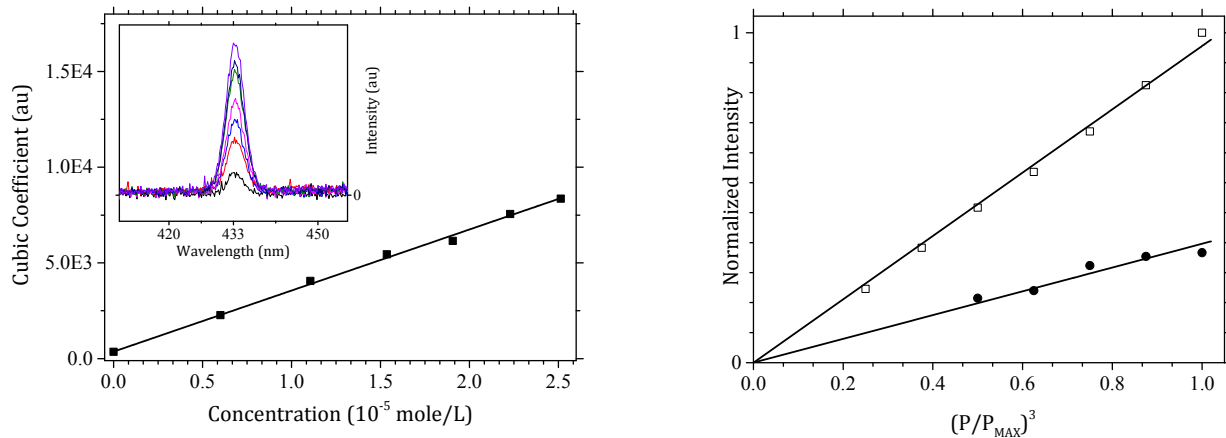 Cubic Coefficient (au)
1.5E4
1.0E4
5.0E3
0.0
0.0
0.5
1.0
1.5
2.0
2.5
Concentration (10⁻⁵ mole/L)
Intensity (au)
0
420
433
450
Wavelength (nm)
Normalized Intensity
1
0
0.0
0.2
0.4
0.6
0.8
1.0
(P/P_MAX)³